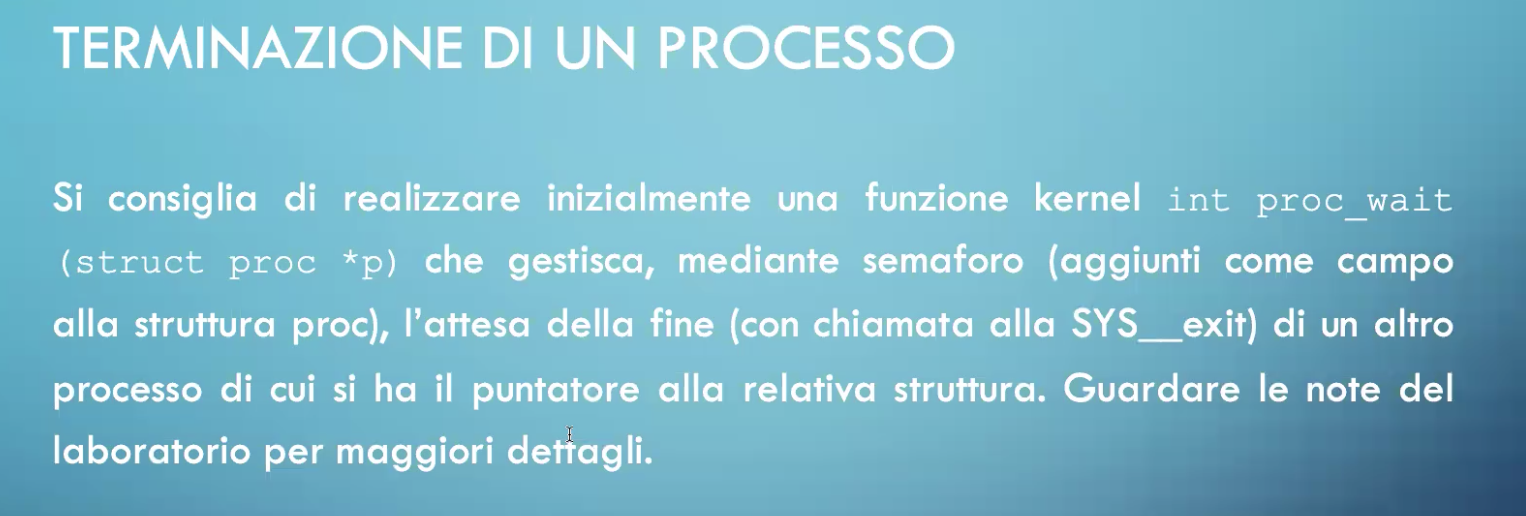 TERMINAZIONE DI UN PROCESSO
Si consiglia di realizzare inizialmente una funzione kernel int proc_wait
(struct proc *p) che gestisca, mediante semaforo (aggiunti come campo
alla struttura proc), l’attesa della fine (con chiamata alla SYS__exit) di un altro
processo di cui si ha il puntatore alla relativa struttura. Guardare le note del
laboratorio per maggiori dettagli.